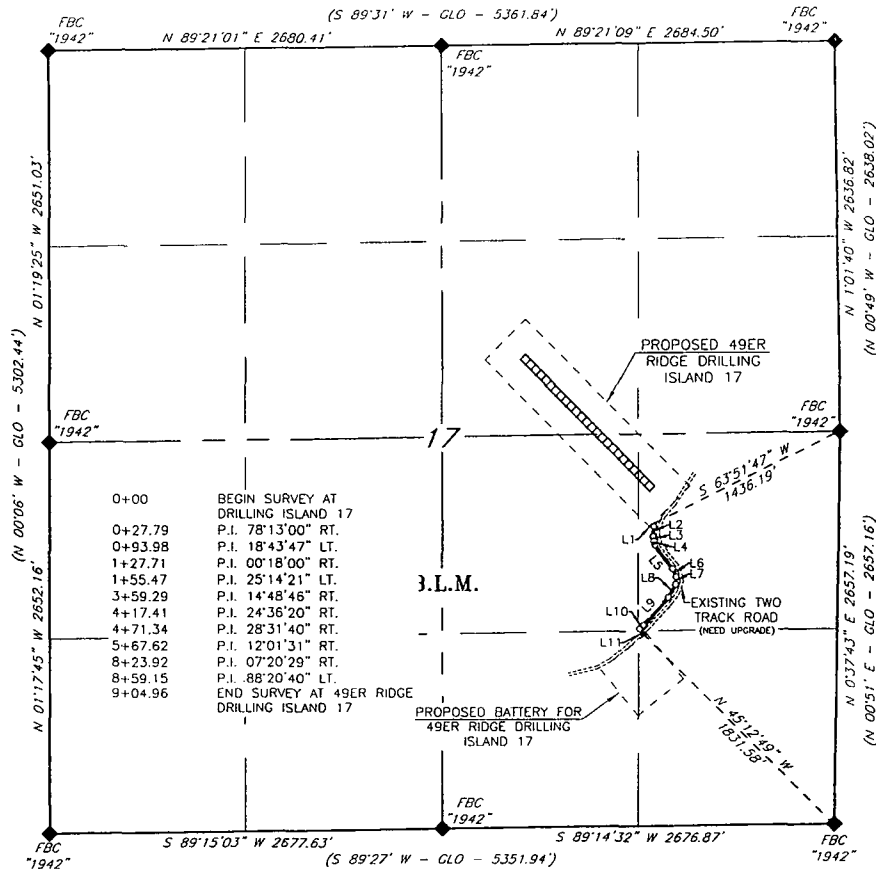 (S 89°31' W - GLO - 5361.84')
FBC
"1942"
N 89°21'01" E 2680.41'
FBC
"1942"
N 89°21'09" E 2684.50'
FBC
"1942"
N 01°19'25" W 2651.03'
N 1°01'40" W 2636.82'
(N 00°49' W - GLO - 2638.02')
(N 00°06' W - GLO - 5302.44')
PROPOSED 49ER
RIDGE DRILLING
ISLAND 17
FBC
"1942"
17
FBC
"1942"
S 63°51'47" W
1436.19'
0+00 BEGIN SURVEY AT
DRILLING ISLAND 17
0+27.79 P.I. 78°13'00" RT.
0+93.98 P.I. 18°43'47" LT.
1+27.71 P.I. 00°18'00" RT.
1+55.47 P.I. 25°14'21" LT.
3+59.29 P.I. 14°48'46" RT.
4+17.41 P.I. 24°36'20" RT.
4+71.34 P.I. 28°31'40" RT.
5+67.62 P.I. 12°01'31" RT.
8+23.92 P.I. 07°20'29" RT.
8+59.15 P.I. 88°20'40" LT.
9+04.96 END SURVEY AT 49ER RIDGE
DRILLING ISLAND 17
L1
L2
L3
L4
L5
L6
L7
L8
L9
L10
L11
.L.M.
EXISTING TWO
TRACK ROAD
(NEED UPGRADE)
N 01°17'45" W 2652.16'
N 0°37'43" E 2657.19'
(N 00°51' E - GLO - 2657.16')
PROPOSED BATTERY FOR
49ER RIDGE DRILLING
ISLAND 17
N 45°12'49" W
1831.58'
FBC
"1942"
S 89°15'03" W 2677.63'
FBC
"1942"
S 89°14'32" W 2676.87'
FBC
"1942"
(S 89°27' W - GLO - 5351.94')